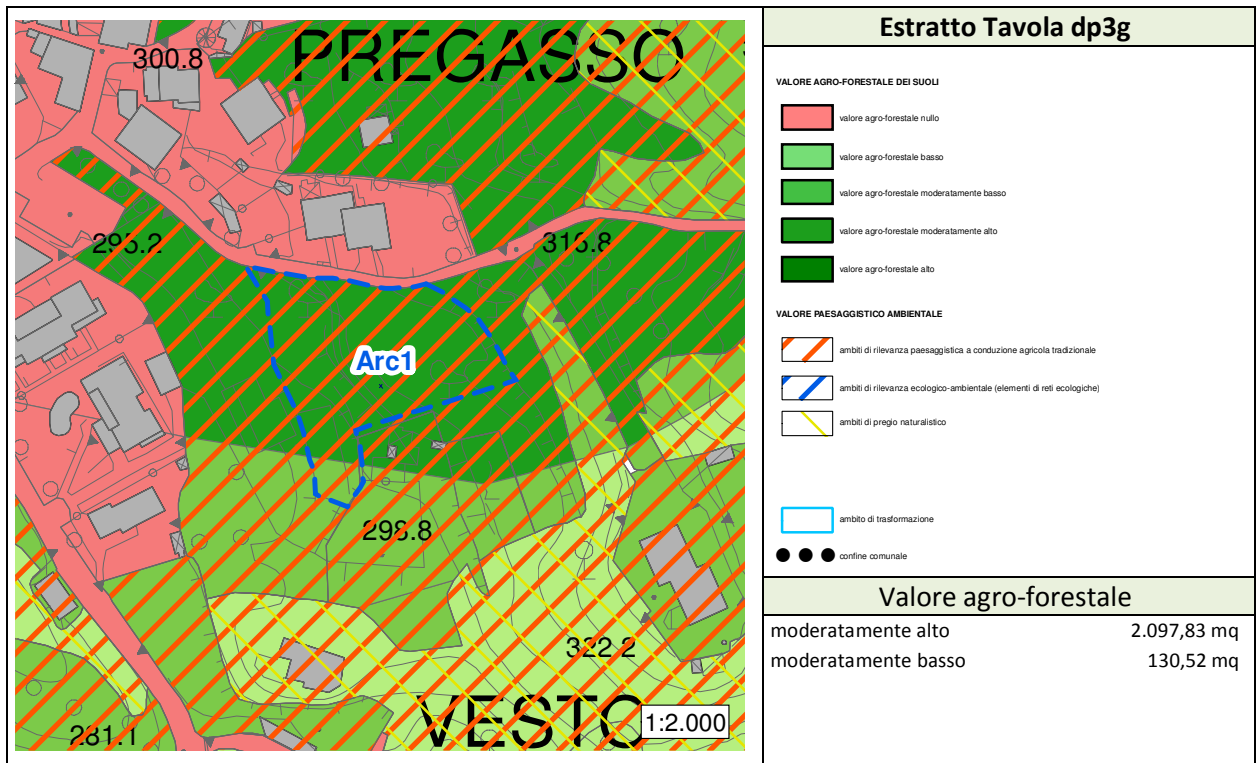 PREGASSO
300.8
295.2
316.8
Arc1
298.8
322.2
VESTO
281.1
1:2.000
Estratto Tavola dp3g
VALORE AGRO-FORESTALE DEI SUOLI
valore agro-forestale nullo
valore agro-forestale basso
valore agro-forestale moderatamente basso
valore agro-forestale moderatamente alto
valore agro-forestale alto
VALORE PAESAGGISTICO AMBIENTALE
ambiti di rilevanza paesaggistica a conduzione agricola tradizionale
ambiti di rilevanza ecologico-ambientale (elementi di reti ecologiche)
ambiti di pregio naturalistico
ambito di trasformazione
confine comunale
Valore agro-forestale
moderatamente alto 2.097,83 mq
moderatamente basso 130,52 mq